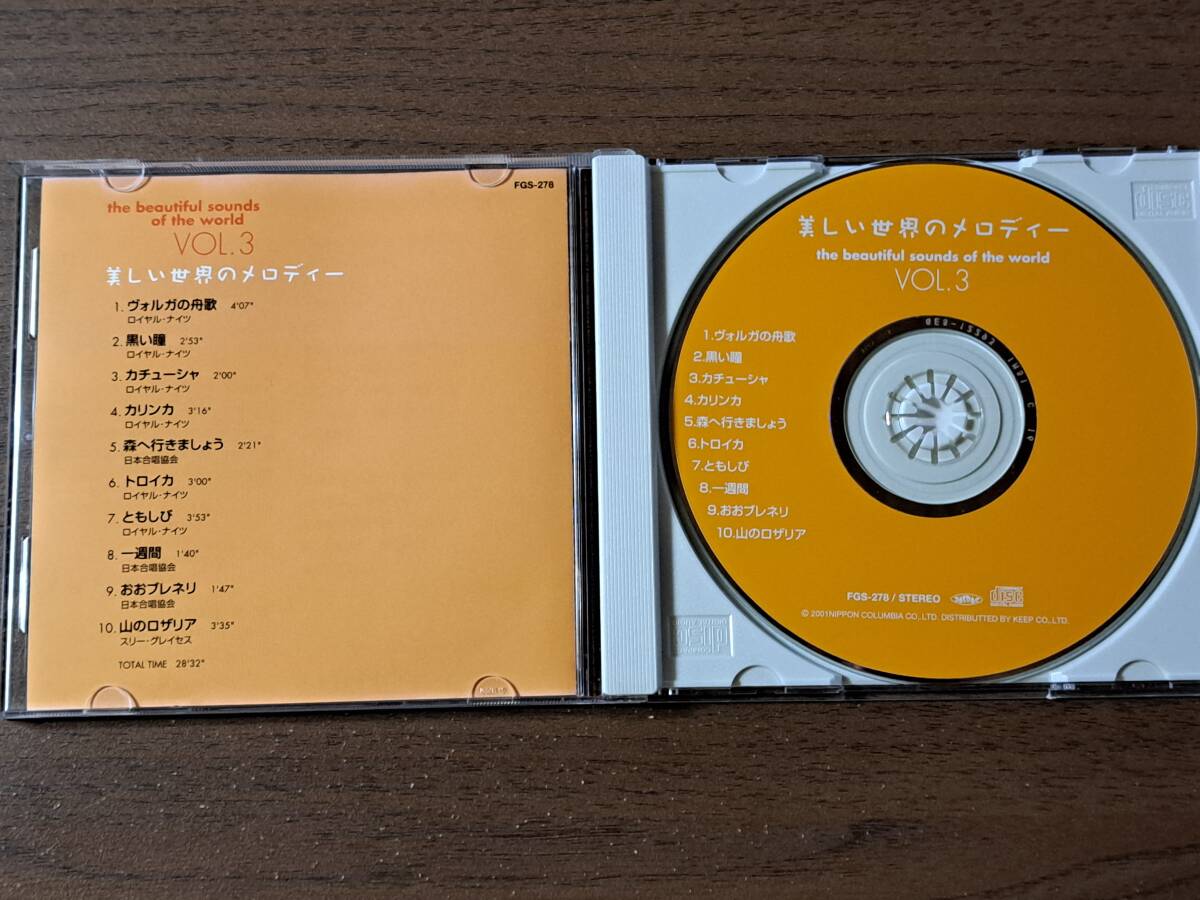 FGS-278
the beautiful sounds
of the world
VOL.3
美しい世界のメロディー
1. ヴォルガの舟歌 4'07"
ロイヤル・ナイツ
2. 黒い瞳 2'53"
ロイヤル・ナイツ
3. カチューシャ 2'00"
ロイヤル・ナイツ
4. カリンカ 3'16"
ロイヤル・ナイツ
5. 森へ行きましょう 2'21"
日本合唱協会
6. トロイカ 3'00"
ロイヤル・ナイツ
7. ともしび 3'53"
ロイヤル・ナイツ
8. 一週間 1'40"
日本合唱協会
9. おおブレネリ 1'47"
日本合唱協会
10. 山のロザリア 3'35"
スリー・グレイセス
TOTAL TIME 28'32"
美しい世界のメロディー
the beautiful sounds of the world
VOL.3
1.ヴォルガの舟歌
2.黒い瞳
3.カチューシャ
4.カリンカ
5.森へ行きましょう
6.トロイカ
7.ともしび
8.一週間
9.おおブレネリ
10.山のロザリア
FGS-278 / STEREO
disc
© 2001 NIPPON COLUMBIA CO., LTD. DISTRIBUTTED BY KEEP CO., LTD.
disc
disc